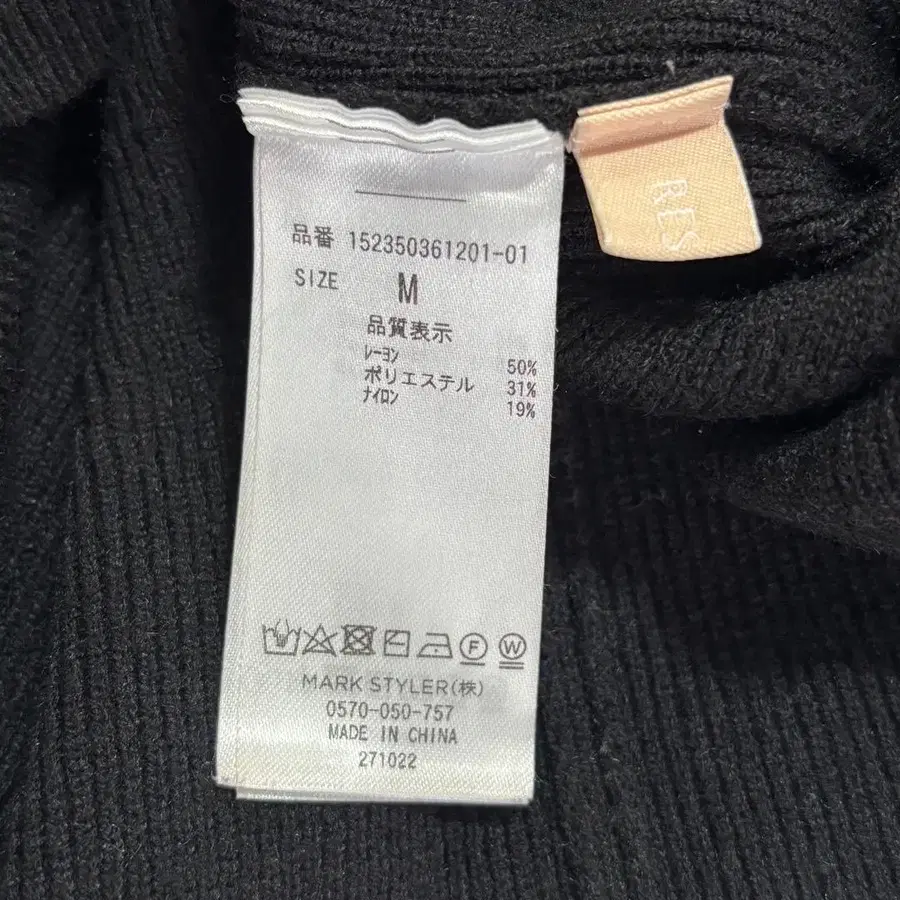 品番 152350361201-01
SIZE M
品質表示
レーヨン 50%
ポリエステル 31%
ナイロン 19%
F W
MARK STYLER(株)
0570-050-757
MADE IN CHINA
271022
RES